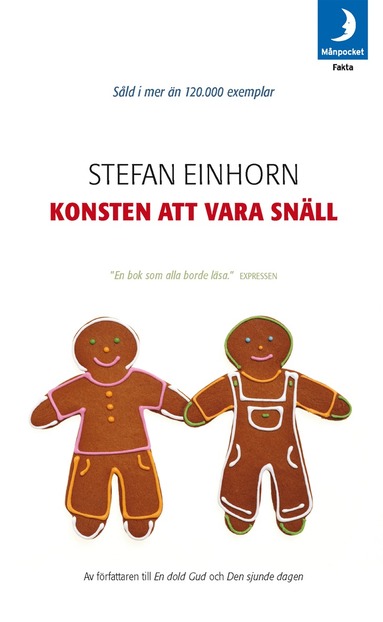 Månpocket
Fakta
Såld i mer än 120.000 exemplar
STEFAN EINHORN
KONSTEN ATT VARA SNÄLL
"En bok som alla borde läsa." EXPRESSEN
Av författaren till En dold Gud och Den sjunde dagen